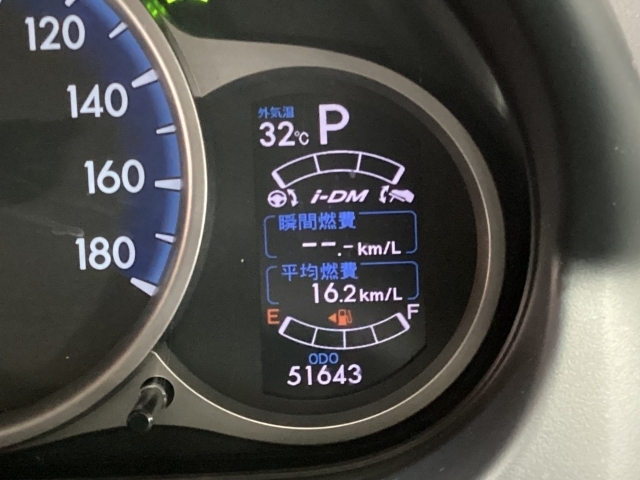 120
140
160
180
外気温
32℃ P
i-DM
瞬間燃費
--.- km/L
平均燃費
16.2 km/L
E F
ODO
51643